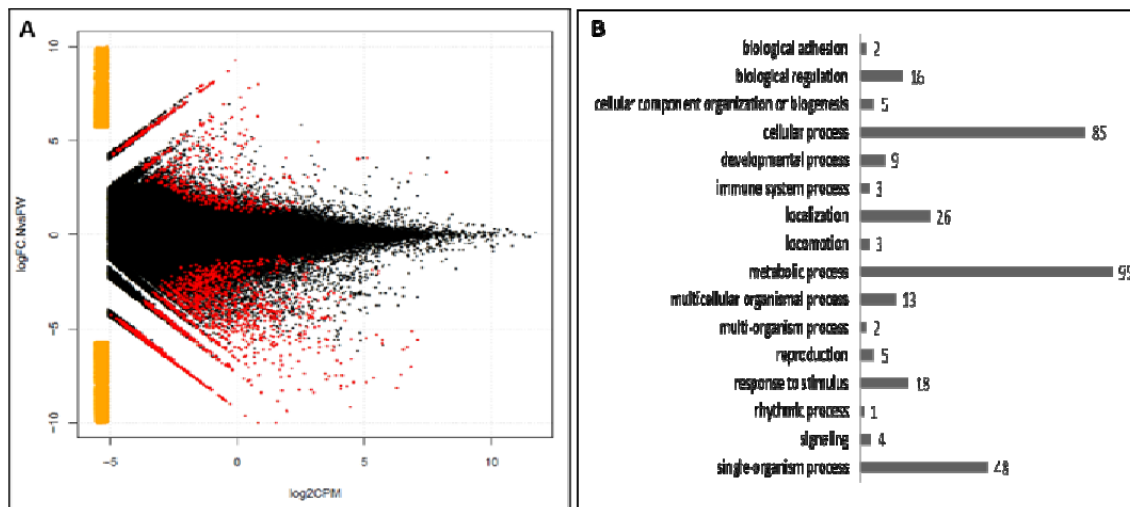 A
10
5
0
−5
−10
logFC.NvsFW
−5 0 5 10
log2CPM
B
biological adhesion 2
biological regulation 16
cellular component organization or biogenesis 5
cellular process 85
developmental process 9
immune system process 3
localization 26
locomotion 3
metabolic process 95
multicellular organismal process 13
multi-organism process 2
reproduction 5
response to stimulus 18
rhythmic process 1
signaling 4
single-organism process 48